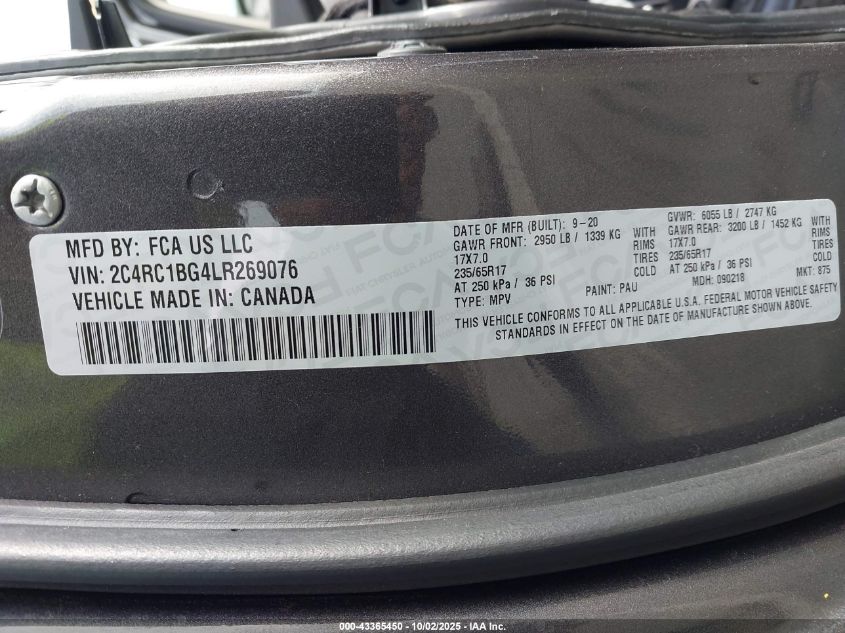 MFD BY: FCA US LLC
VIN: 2C4RC1BG4LR269076
VEHICLE MADE IN: CANADA
DATE OF MFR (BUILT): 9-20 GVWR: 6055 LB / 2747 KG
GAWR FRONT: 2950 LB / 1339 KG WITH GAWR REAR: 3200 LB / 1452 KG WITH
17X7.0 RIMS 17X7.0 RIMS
235/65R17 TIRES 235/65R17 TIRES
AT 250 kPa / 36 PSI COLD AT 250 kPa / 36 PSI COLD
TYPE: MPV PAINT: PAU MDH: 090218 MKT: 875
THIS VEHICLE CONFORMS TO ALL APPLICABLE U.S.A. FEDERAL MOTOR VEHICLE SAFETY
STANDARDS IN EFFECT ON THE DATE OF MANUFACTURE SHOWN ABOVE.
000-43365450 - 10/02/2025 - IAA Inc.